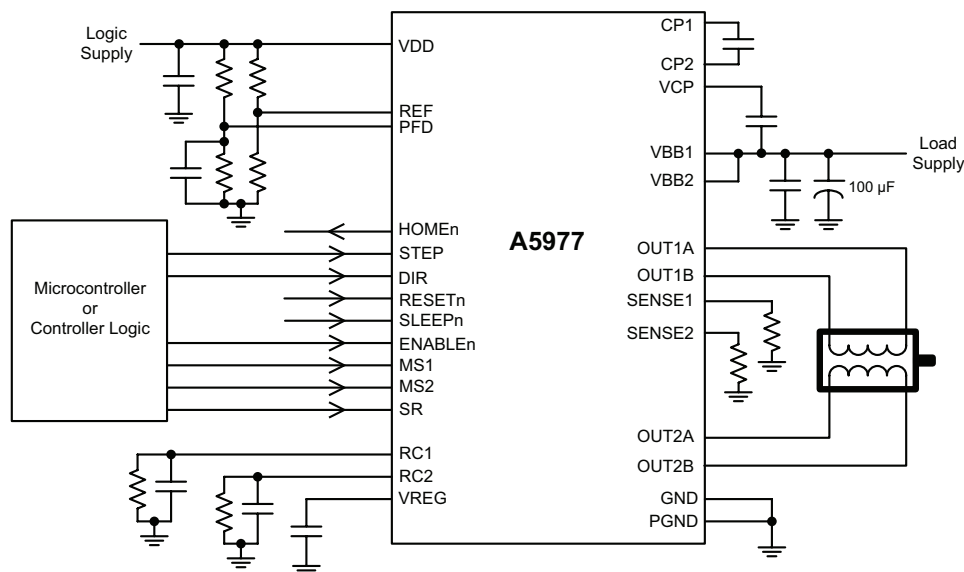 Logic
Supply
VDD
REF
PFD
HOMEn
STEP
DIR
RESETn
SLEEPn
ENABLEn
MS1
MS2
SR
RC1
RC2
VREG
Microcontroller
or
Controller Logic
A5977
CP1
CP2
VCP
VBB1
VBB2
Load
Supply
100 µF
OUT1A
OUT1B
SENSE1
SENSE2
OUT2A
OUT2B
GND
PGND